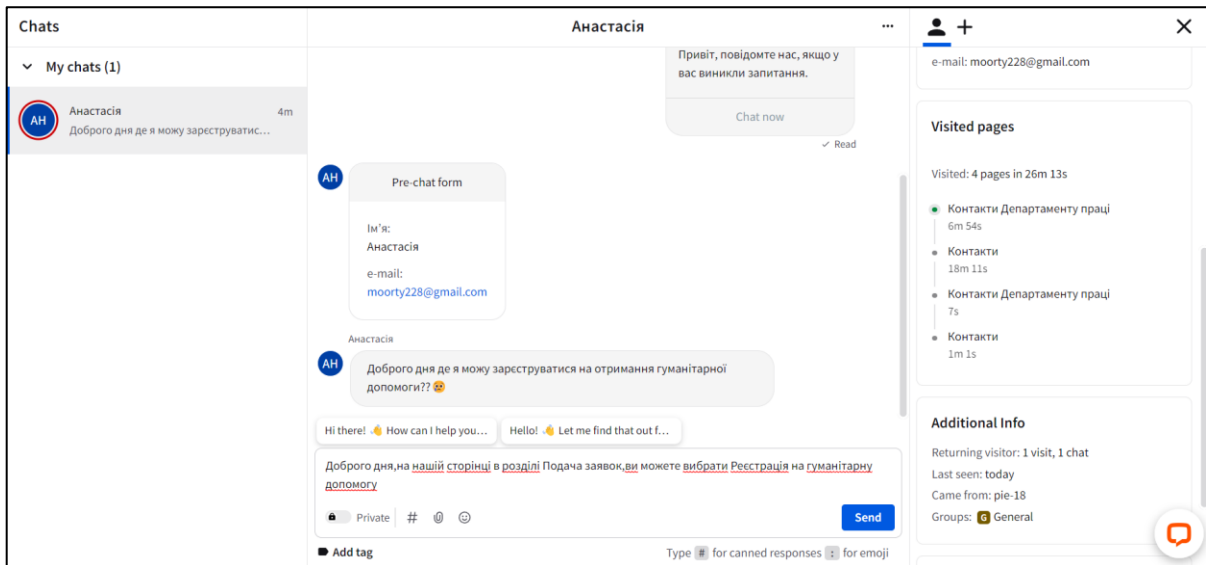 Chats
My chats (1)
АН
Анастасія
4m
Доброго дня де я можу зарєструватис...
Анастасія
...
Привіт, повідомте нас, якщо у
вас виникли запитання.
Chat now
✓ Read
АН
Pre-chat form
Ім'я:
Анастасія
e-mail:
moorty228@gmail.com
Анастасія
АН
Доброго дня де я можу зарєструватися на отримання гуманітарної
допомоги?? 😢
Hi there! 👋 How can I help you...
Hello! 👋 Let me find that out f...
Доброго дня,на нашій сторінці в розділі Подача заявок,ви можете вибрати Реєстрація на гуманітарну
допомогу
Private
#
Send
Add tag
Type # for canned responses : for emoji
e-mail: moorty228@gmail.com
Visited pages
Visited: 4 pages in 26m 13s
Контакти Департаменту праці
6m 54s
Контакти
18m 11s
Контакти Департаменту праці
7s
Контакти
1m 1s
Additional Info
Returning visitor: 1 visit, 1 chat
Last seen: today
Came from: pie-18
Groups: G General